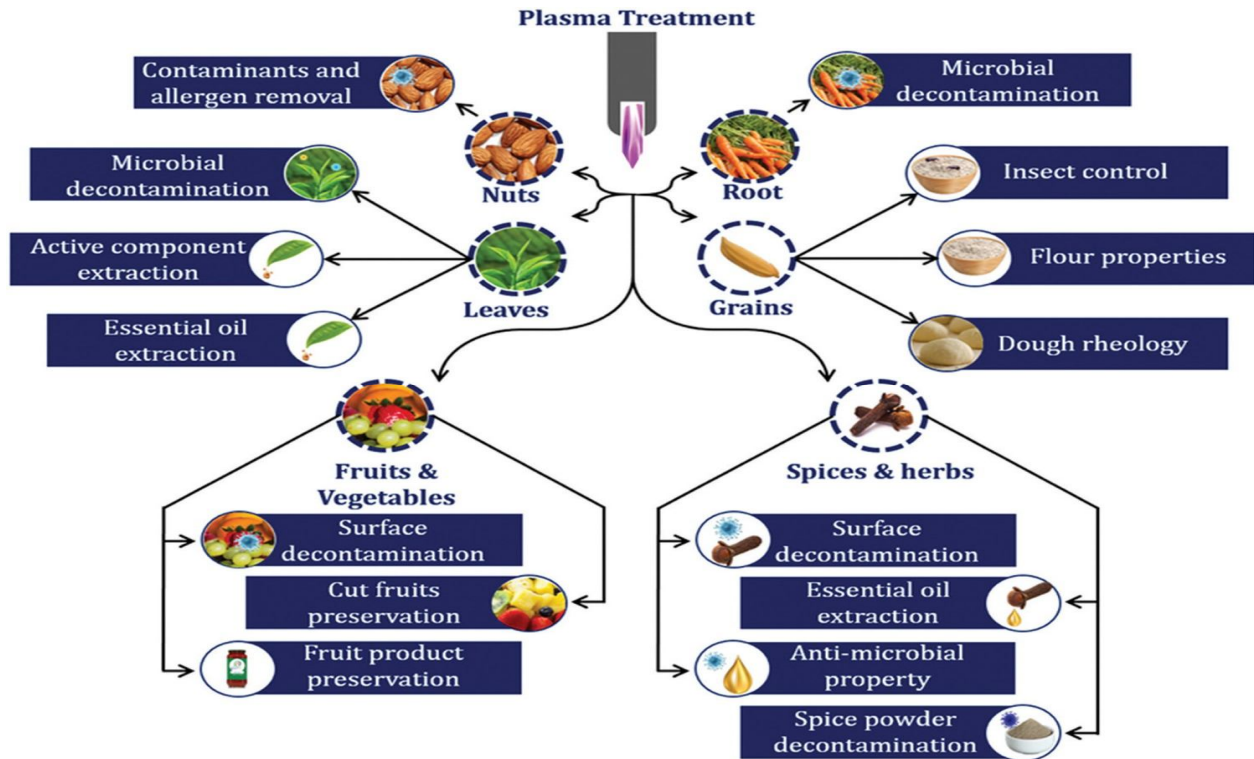 Plasma Treatment
Contaminants and
allergen removal
Nuts
Microbial
decontamination
Active component
extraction
Essential oil
extraction
Leaves
Microbial
decontamination
Root
Insect control
Flour properties
Dough rheology
Grains
Fruits &
Vegetables
Surface
decontamination
Cut fruits
preservation
Fruit product
preservation
Spices & herbs
Surface
decontamination
Essential oil
extraction
Anti-microbial
property
Spice powder
decontamination